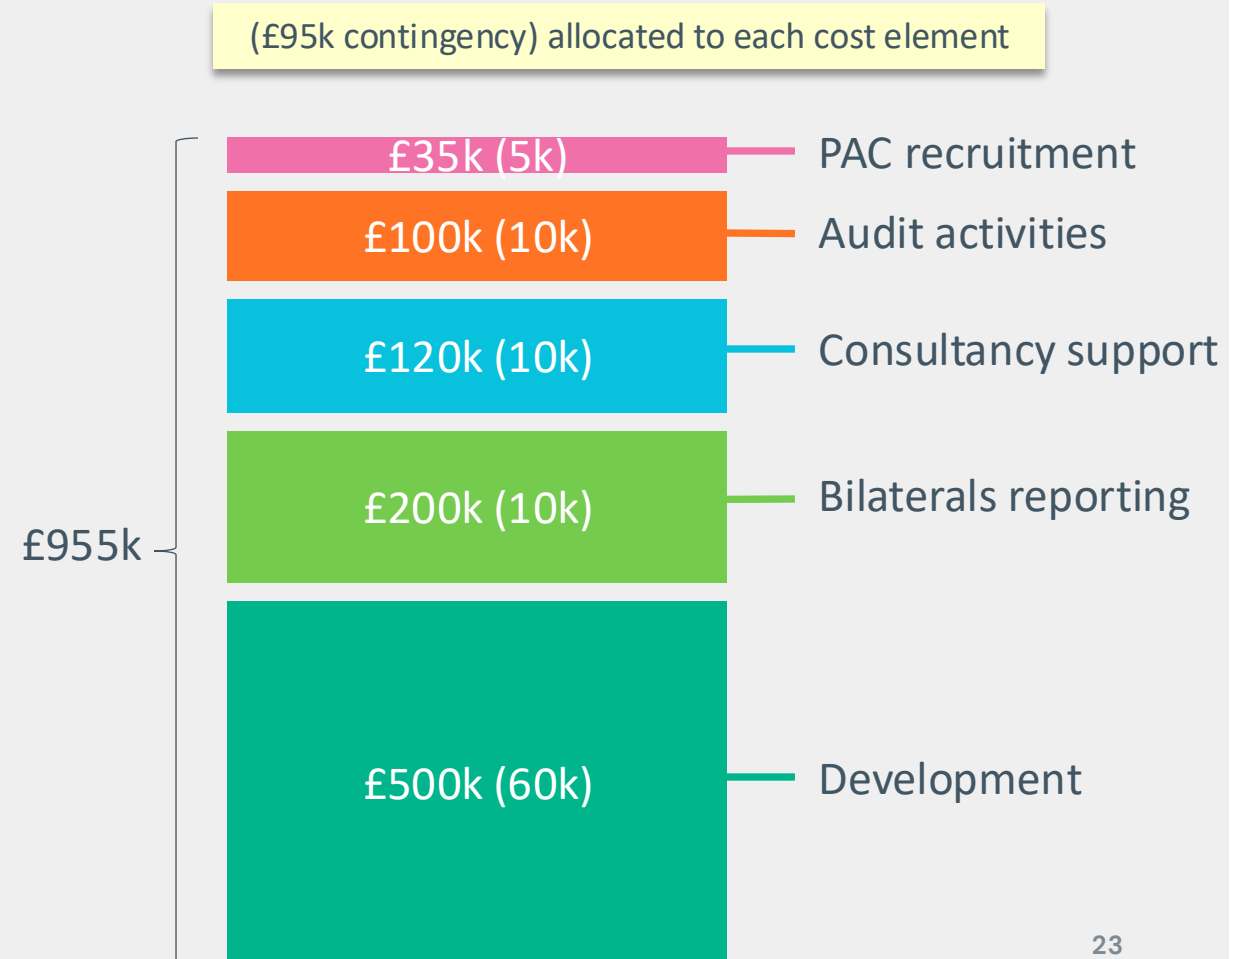 (£95k contingency) allocated to each cost element
£35k (5k)
PAC recruitment
£100k (10k)
Audit activities
£120k (10k)
Consultancy support
£200k (10k)
Bilaterals reporting
£955k
£500k (60k)
Development
23